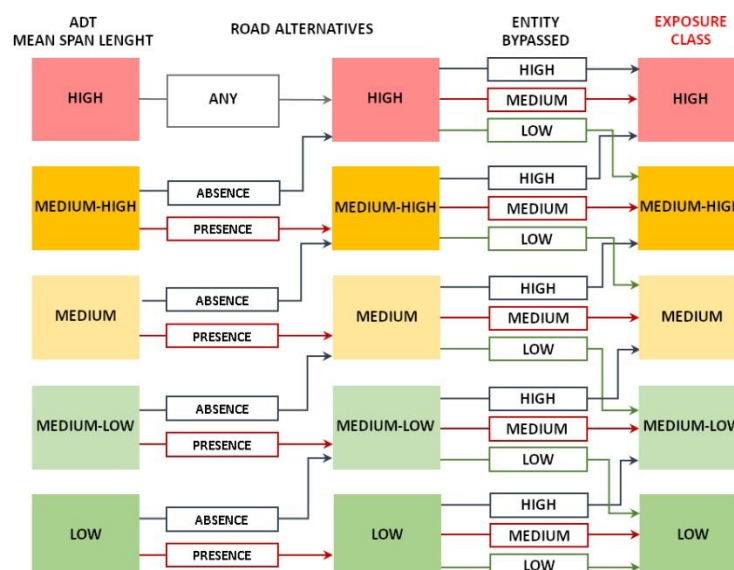 ADT
MEAN SPAN LENGHT
ROAD ALTERNATIVES
ENTITY
BYPASSED
EXPOSURE
CLASS
HIGH
ANY
HIGH
HIGH
MEDIUM
LOW
HIGH
MEDIUM-HIGH
ABSENCE
PRESENCE
MEDIUM-HIGH
HIGH
MEDIUM
LOW
MEDIUM-HIGH
MEDIUM
ABSENCE
PRESENCE
MEDIUM
HIGH
MEDIUM
LOW
MEDIUM
MEDIUM-LOW
ABSENCE
PRESENCE
MEDIUM-LOW
HIGH
MEDIUM
LOW
MEDIUM-LOW
LOW
ABSENCE
PRESENCE
LOW
HIGH
MEDIUM
LOW
LOW